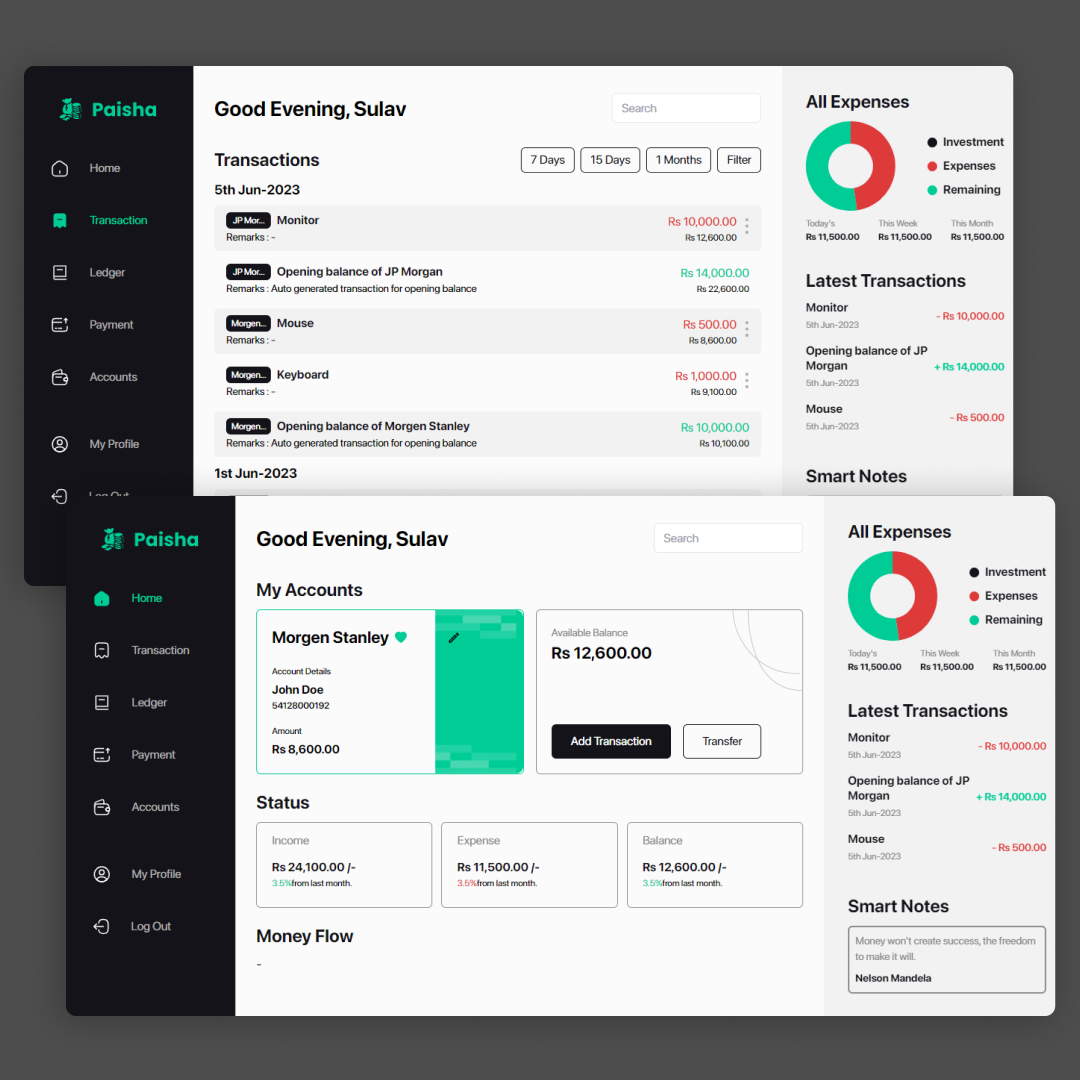 Paisha
Home
Transaction
Ledger
Payment
Accounts
My Profile
Log Out
Good Evening, Sulav
Search
Transactions
7 Days 15 Days 1 Months Filter
5th Jun-2023
JP Mor... Monitor Rs 10,000.00
Remarks : - Rs 12,600.00
JP Mor... Opening balance of JP Morgan Rs 14,000.00
Remarks : Auto generated transaction for opening balance Rs 22,600.00
Morgen... Mouse Rs 500.00
Remarks : - Rs 8,600.00
Morgen... Keyboard Rs 1,000.00
Remarks : - Rs 9,100.00
Morgen... Opening balance of Morgen Stanley Rs 10,000.00
Remarks : Auto generated transaction for opening balance Rs 10,100.00
1st Jun-2023
All Expenses
Investment
Expenses
Remaining
Today's This Week This Month
Rs 11,500.00 Rs 11,500.00 Rs 11,500.00
Latest Transactions
Monitor
5th Jun-2023
- Rs 10,000.00
Opening balance of JP
Morgan
+ Rs 14,000.00
5th Jun-2023
Mouse
5th Jun-2023
- Rs 500.00
Smart Notes
Paisha
Home
Transaction
Ledger
Payment
Accounts
My Profile
Log Out
Good Evening, Sulav
Search
My Accounts
Morgen Stanley
Account Details
John Doe
54128000192
Amount
Rs 8,600.00
Available Balance
Rs 12,600.00
Add Transaction Transfer
Status
Income
Rs 24,100.00 /-
3.5%from last month.
Expense
Rs 11,500.00 /-
3.5%from last month.
Balance
Rs 12,600.00 /-
3.5%from last month.
Money Flow
-
All Expenses
Investment
Expenses
Remaining
Today's This Week This Month
Rs 11,500.00 Rs 11,500.00 Rs 11,500.00
Latest Transactions
Monitor
5th Jun-2023
- Rs 10,000.00
Opening balance of JP
Morgan
+ Rs 14,000.00
5th Jun-2023
Mouse
5th Jun-2023
- Rs 500.00
Smart Notes
Money won't create success, the freedom
to make it will.
Nelson Mandela